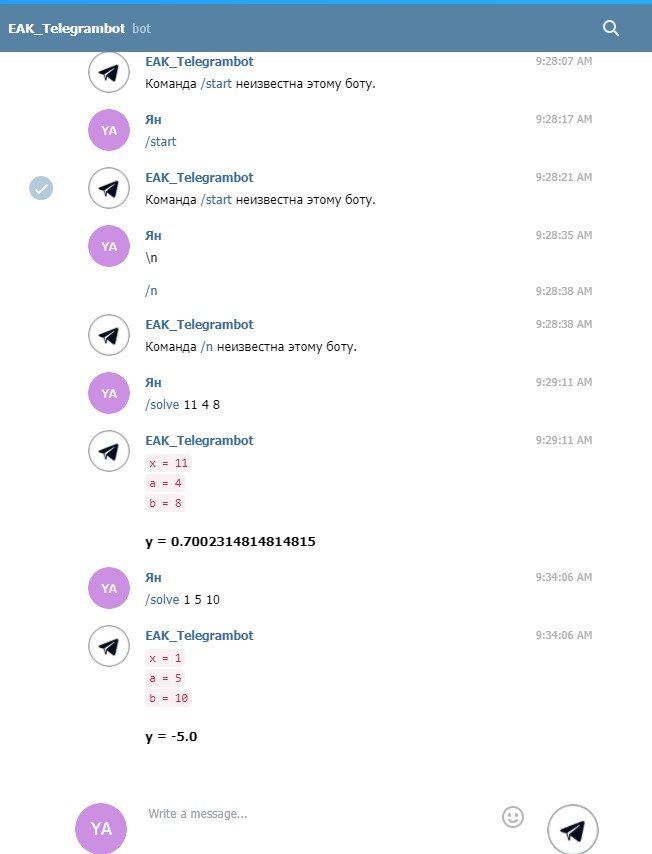 EAK_Telegrambot bot
EAK_Telegrambot 9:28:07 AM
Команда /start неизвестна этому боту.
YA
Ян 9:28:17 AM
/start
EAK_Telegrambot 9:28:21 AM
Команда /start неизвестна этому боту.
YA
Ян 9:28:35 AM
\n
/n 9:28:38 AM
EAK_Telegrambot 9:28:38 AM
Команда /n неизвестна этому боту.
YA
Ян 9:29:11 AM
/solve 11 4 8
EAK_Telegrambot 9:29:11 AM
x = 11
a = 4
b = 8
y = 0.7002314814814815
YA
Ян 9:34:06 AM
/solve 1 5 10
EAK_Telegrambot 9:34:06 AM
x = 1
a = 5
b = 10
y = -5.0
YA
Write a message...